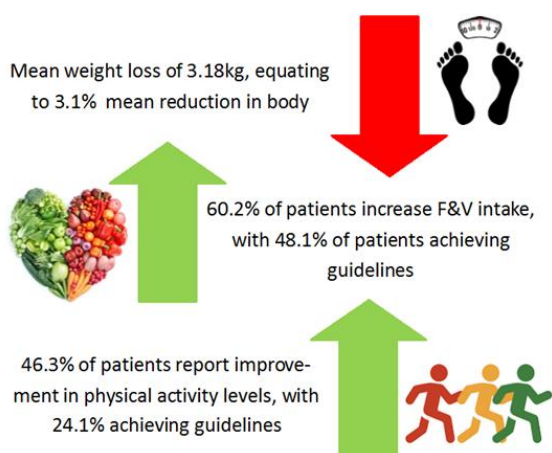 Mean weight loss of 3.18kg, equating
to 3.1% mean reduction in body
60.2% of patients increase F&V intake,
with 48.1% of patients achieving
guidelines
46.3% of patients report improve-
ment in physical activity levels, with
24.1% achieving guidelines